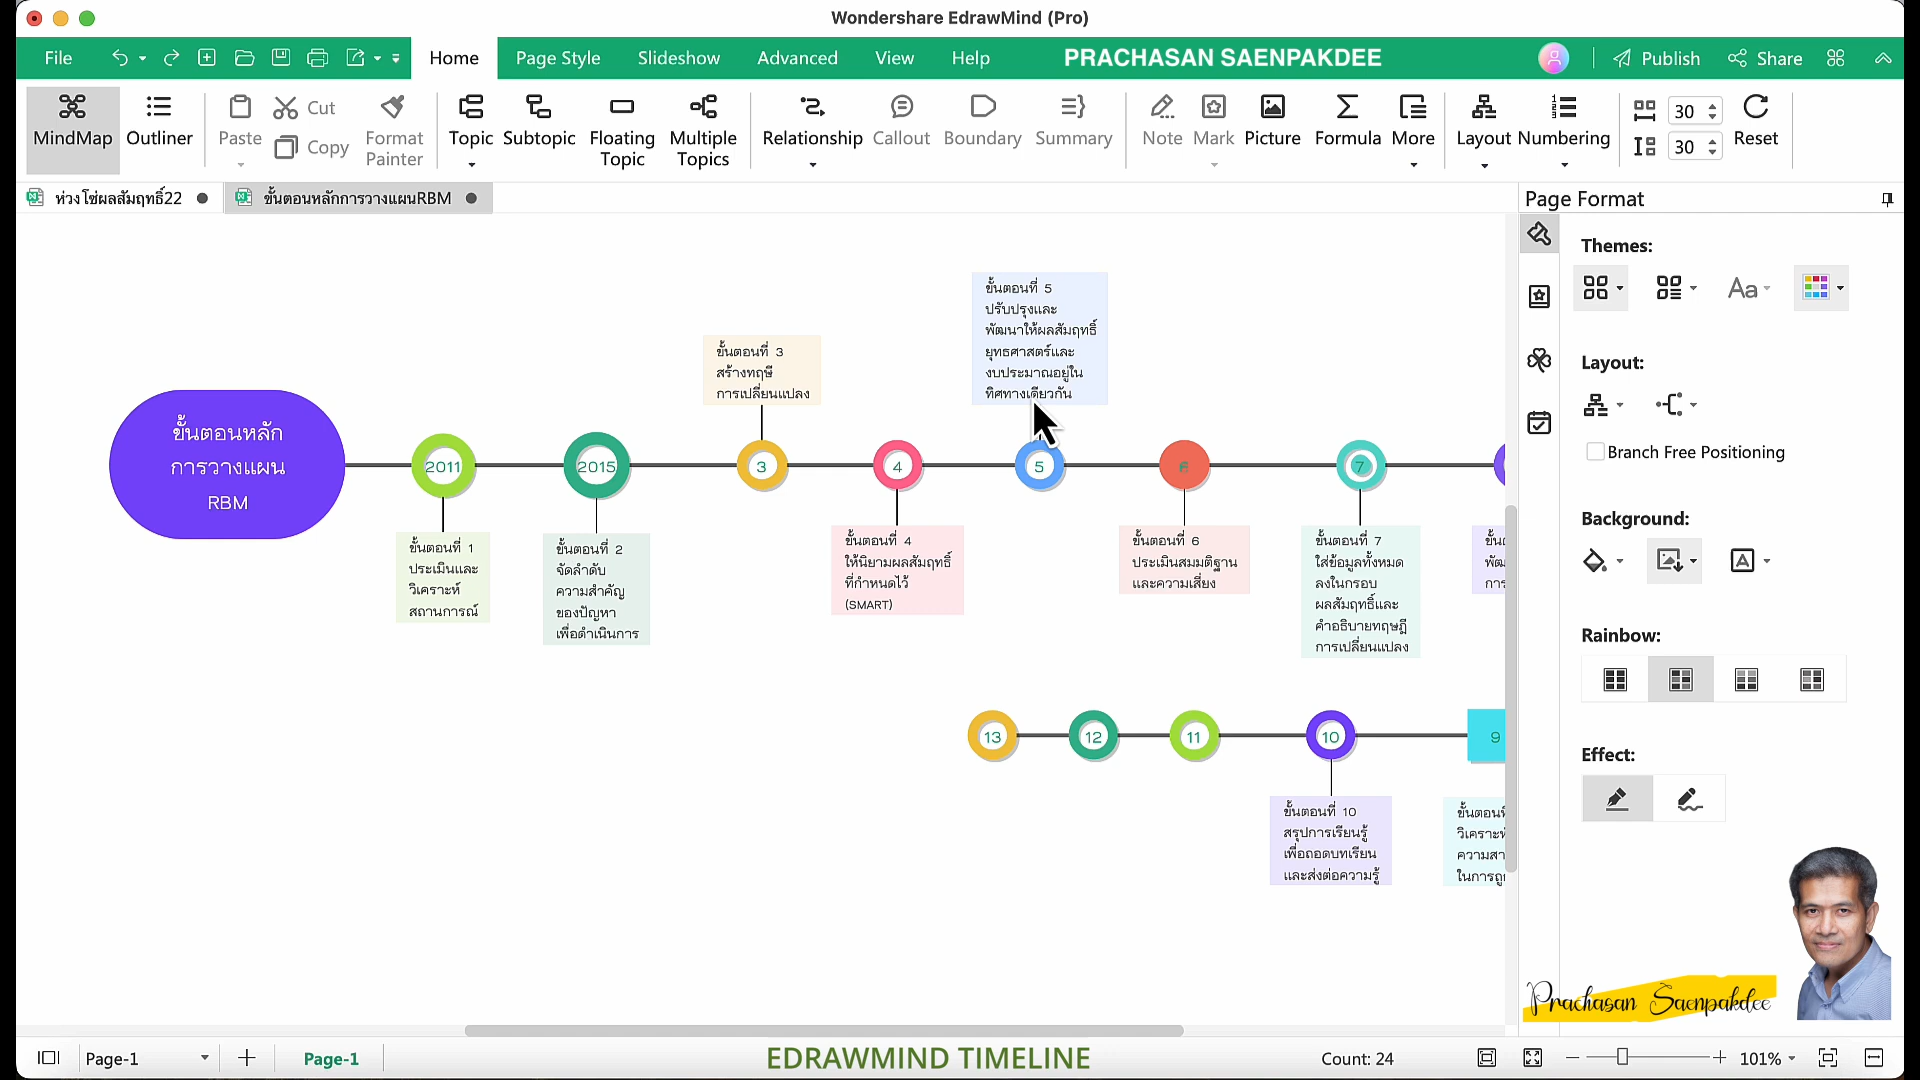 Wondershare EdrawMind (Pro)
File
Home
Page Style
Slideshow
Advanced
View
Help
PRACHASAN SAENPAKDEE
Publish
Share
MindMap
Outliner
Paste
Cut
Copy
Format
Painter
Topic
Subtopic
Floating
Topic
Multiple
Topics
Relationship
Callout
Boundary
Summary
Note
Mark
Picture
Formula
More
Layout
Numbering
30
30
Reset
ห่วงโซ่ผลสัมฤทธิ์22
ขั้นตอนหลักการวางแผนRBM
Page Format
Themes:
Aa
Layout:
Branch Free Positioning
Background:
Rainbow:
Effect:
ขั้นตอนหลัก
การวางแผน
RBM
2011
2015
3
4
5
6
7
ขั้นตอนที่ 1
ประเมินและ
วิเคราะห์
สถานการณ์
ขั้นตอนที่ 2
จัดลำดับ
ความสำคัญ
ของปัญหา
เพื่อดำเนินการ
ขั้นตอนที่ 3
สร้างทฤษี
การเปลี่ยนแปลง
ขั้นตอนที่ 4
ให้นิยามผลสัมฤทธิ์
ที่กำหนดไว้
(SMART)
ขั้นตอนที่ 5
ปรับปรุงและ
พัฒนาให้ผลสัมฤทธิ์
ยุทธศาสตร์และ
งบประมาณอยู่ใน
ทิศทางเดียวกัน
ขั้นตอนที่ 6
ประเมินสมมติฐาน
และความเสี่ยง
ขั้นตอนที่ 7
ใส่ข้อมูลทั้งหมด
ลงในกรอบ
ผลสัมฤทธิ์และ
คำอธิบายทฤษฎี
การเปลี่ยนแปลง
13
12
11
10
9
ขั้นตอนที่ 10
สรุปการเรียนรู้
เพื่อถอดบทเรียน
และส่งต่อความรู้
Prachasan Saenpakdee
Page-1
Page-1
EDRAWMIND TIMELINE
Count: 24
101%